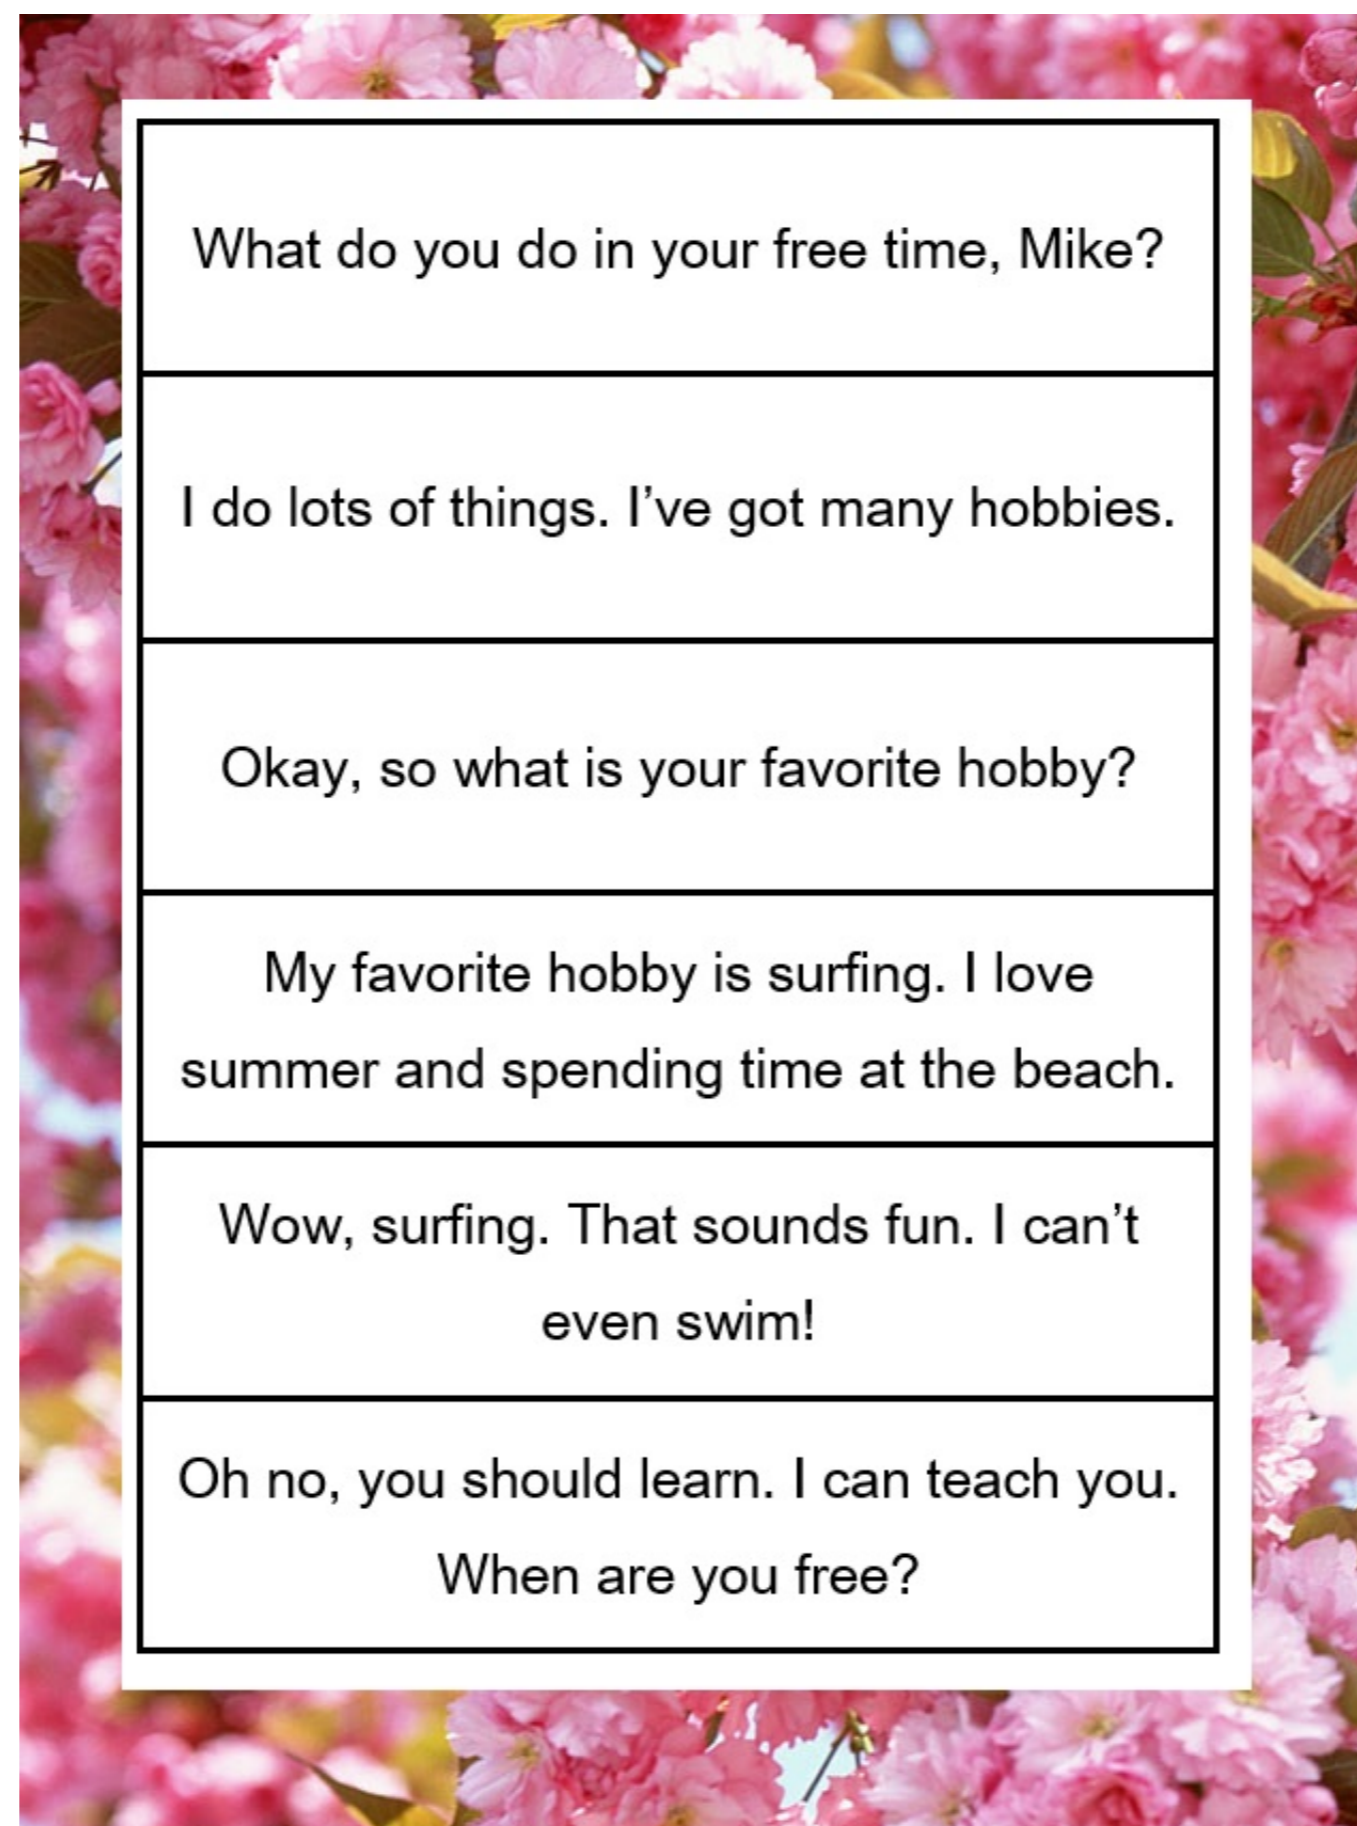 What do you do in your free time, Mike?
I do lots of things. I’ve got many hobbies.
Okay, so what is your favorite hobby?
My favorite hobby is surfing. I love
summer and spending time at the beach.
Wow, surfing. That sounds fun. I can’t
even swim!
Oh no, you should learn. I can teach you.
When are you free?